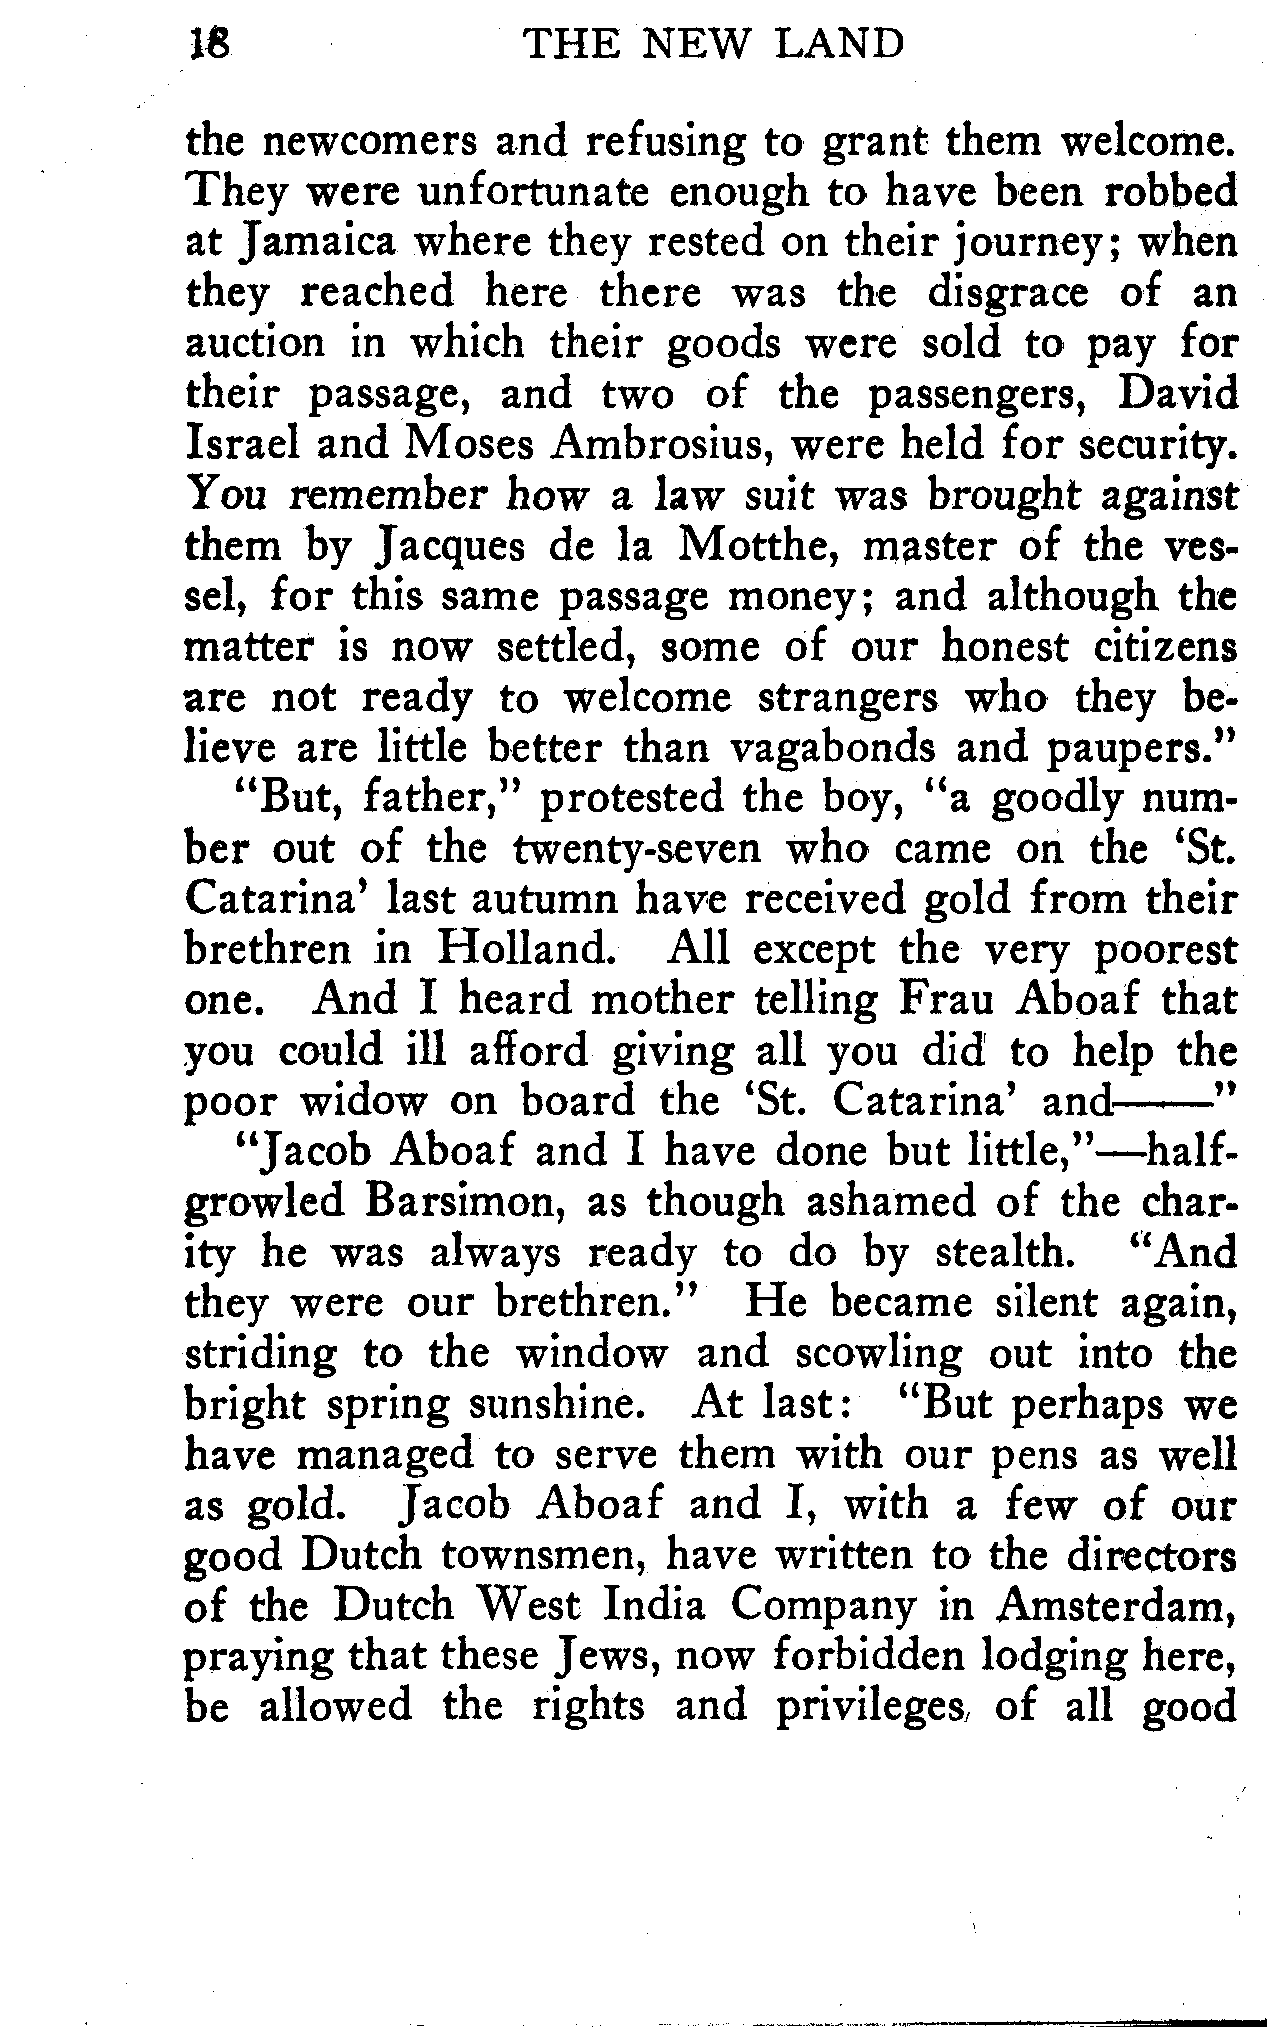 18 THE NEW LAND
the newcomers and refusing to grant them welcome.
They were unfortunate enough to have been robbed
at Jamaica where they rested on their journey; when
they reached here there was the disgrace of an
auction in which their goods were sold to pay for
their passage, and two of the passengers, David
Israel and Moses Ambrosius, were held for security.
You remember how a law suit was brought against
them by Jacques de la Motthe, master of the ves-
sel, for this same passage money; and although the
matter is now settled, some of our honest citizens
are not ready to welcome strangers who they be-
lieve are little better than vagabonds and paupers."
"But, father," protested the boy, "a goodly num-
ber out of the twenty-seven who came on the 'St.
Catarina' last autumn have received gold from their
brethren in Holland. All except the very poorest
one. And I heard mother telling Frau Aboaf that
you could ill afford giving all you did to help the
poor widow on board the 'St. Catarina' and——"
"Jacob Aboaf and I have done but little,"—half-
growled Barsimon, as though ashamed of the char-
ity he was always ready to do by stealth. "And
they were our brethren." He became silent again,
striding to the window and scowling out into the
bright spring sunshine. At last: "But perhaps we
have managed to serve them with our pens as well
as gold. Jacob Aboaf and I, with a few of our
good Dutch townsmen, have written to the directors
of the Dutch West India Company in Amsterdam,
praying that these Jews, now forbidden lodging here,
be allowed the rights and privileges, of all good